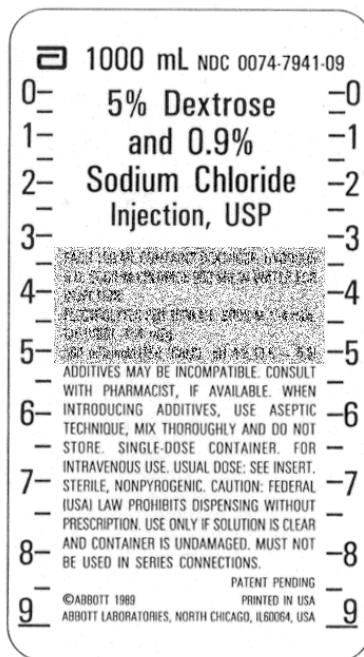 1000 mL NDC 0074-7941-09
0 0
5% Dextrose
1 and 0.9% 1
2 Sodium Chloride 2
Injection, USP
3 3
4 4
5 5
ADDITIVES MAY BE INCOMPATIBLE. CONSULT
WITH PHARMACIST, IF AVAILABLE. WHEN
6 INTRODUCING ADDITIVES, USE ASEPTIC 6
TECHNIQUE, MIX THOROUGHLY AND DO NOT
STORE. SINGLE-DOSE CONTAINER. FOR
INTRAVENOUS USE. USUAL DOSE: SEE INSERT.
7 STERILE, NONPYROGENIC. CAUTION: FEDERAL 7
(USA) LAW PROHIBITS DISPENSING WITHOUT
PRESCRIPTION. USE ONLY IF SOLUTION IS CLEAR
8 AND CONTAINER IS UNDAMAGED. MUST NOT 8
BE USED IN SERIES CONNECTIONS.
PATENT PENDING
©ABBOTT 1989 PRINTED IN USA
9 ABBOTT LABORATORIES, NORTH CHICAGO, IL60064, USA 9